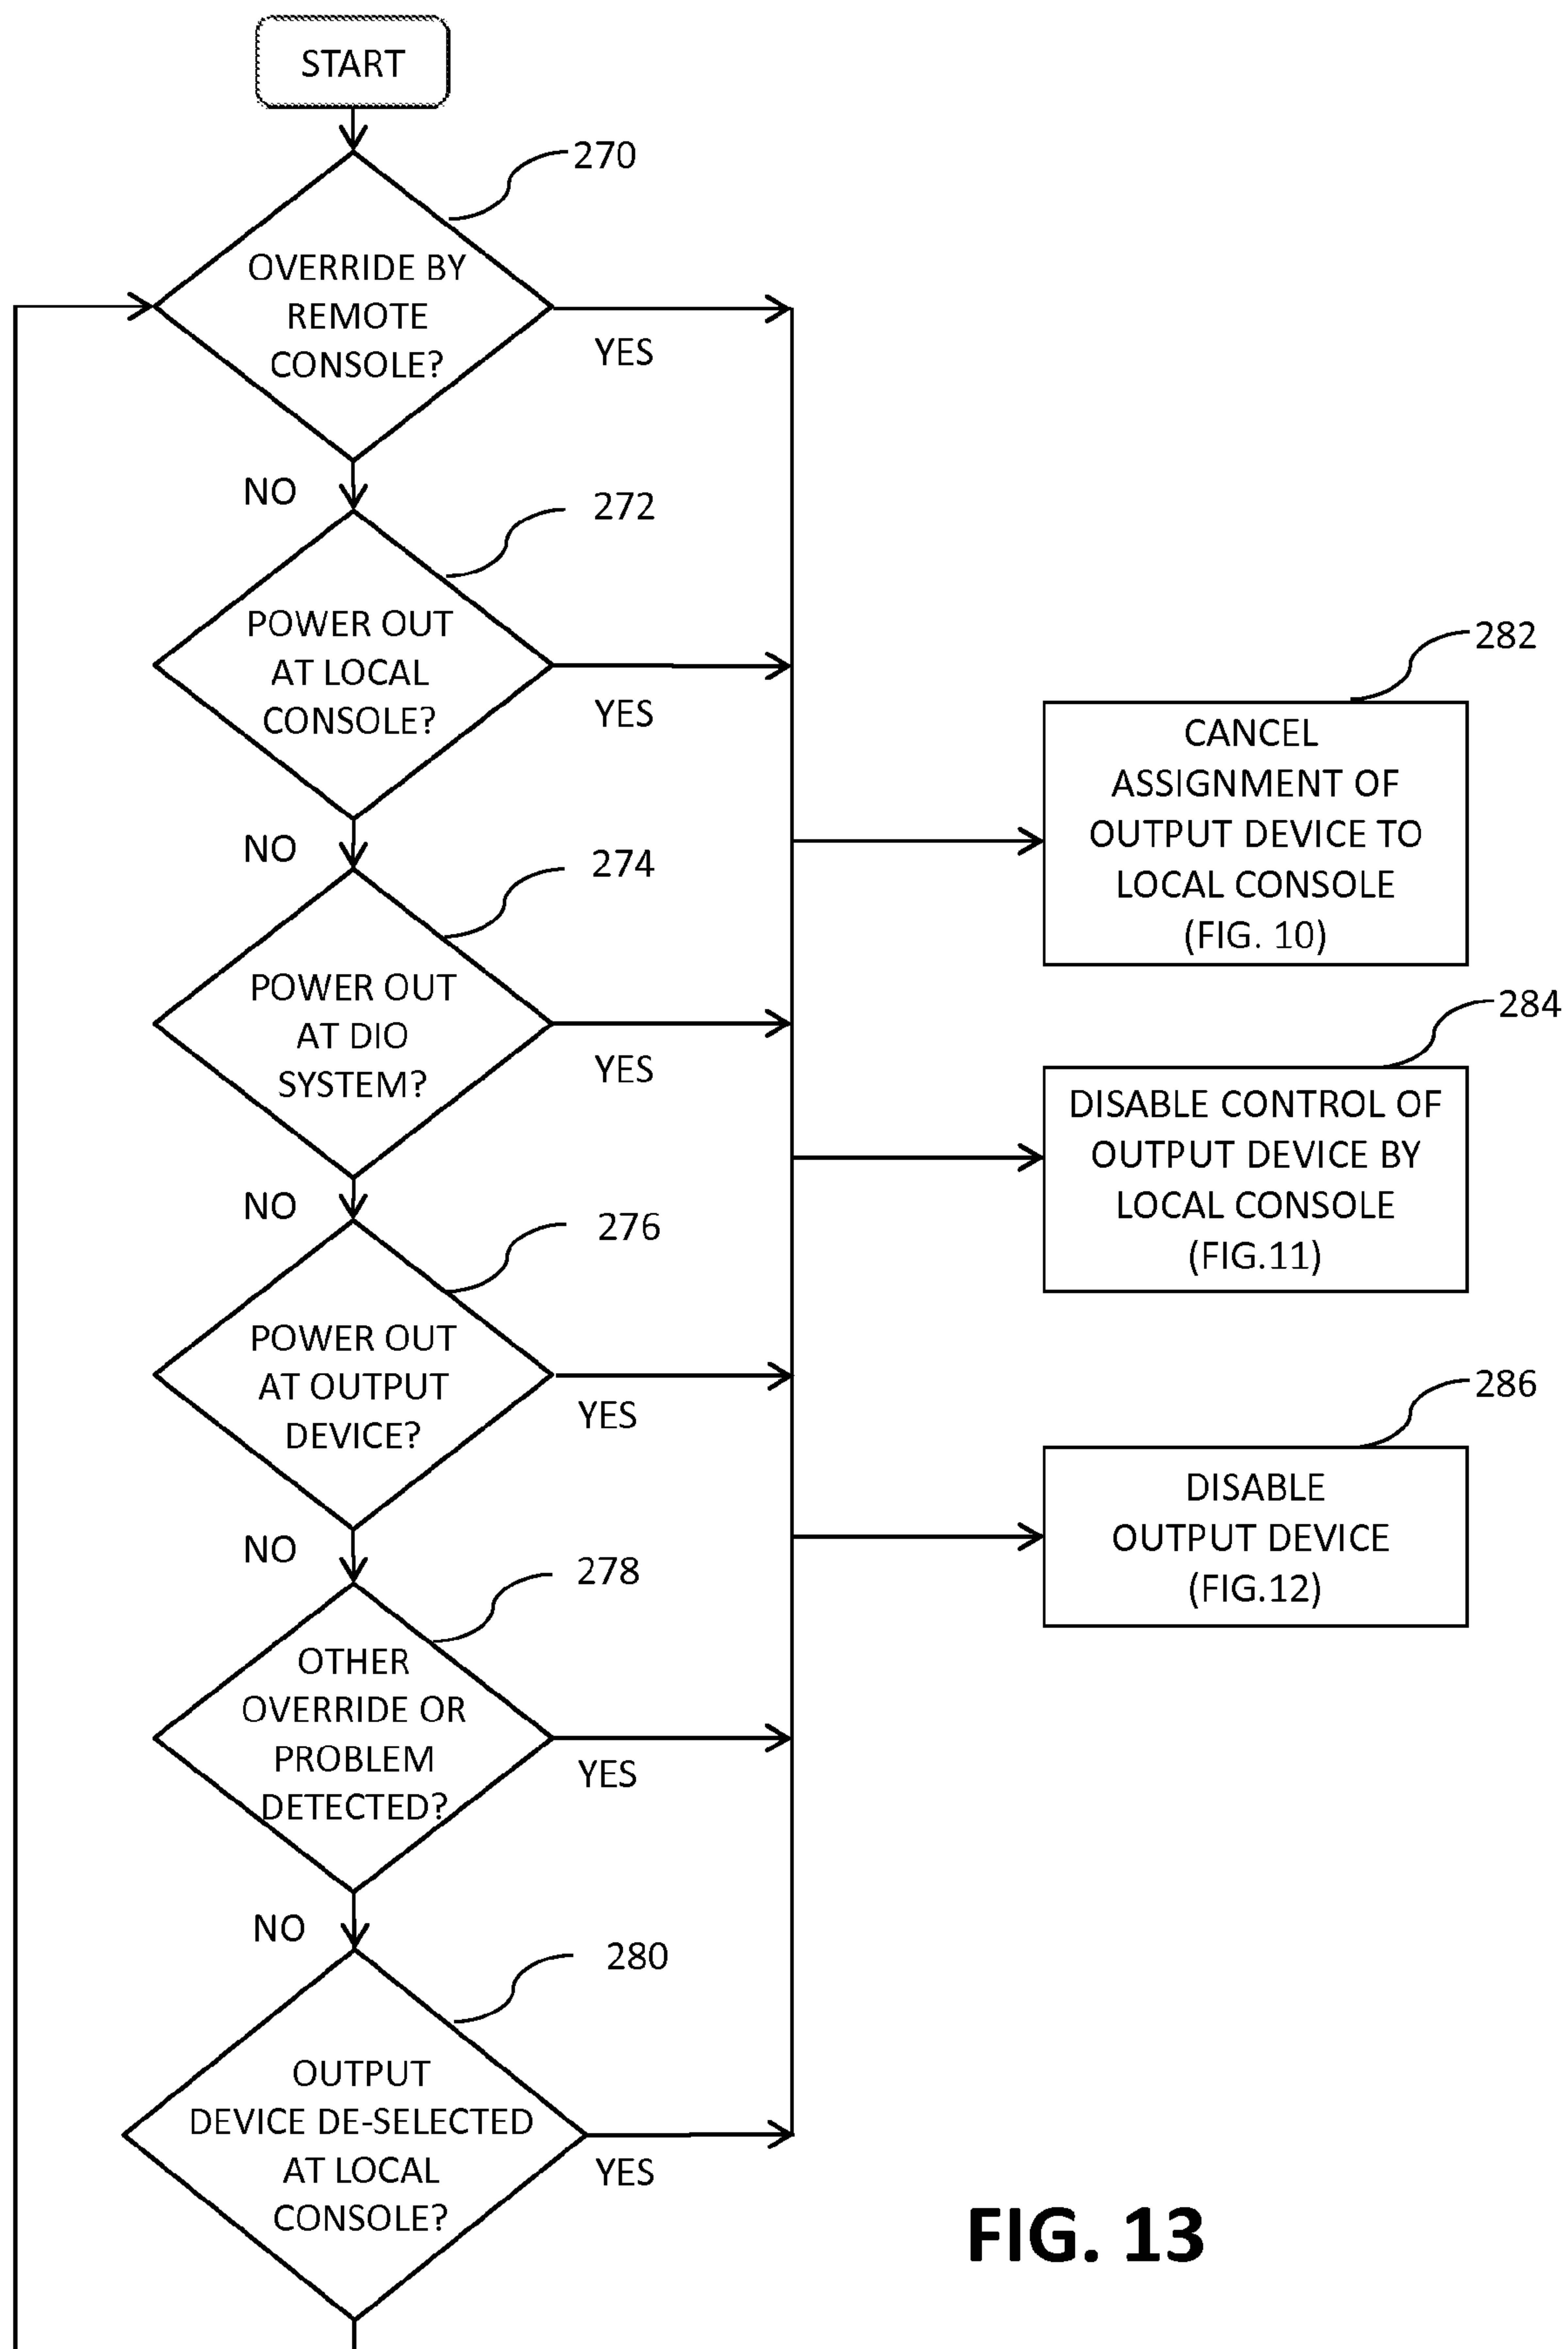 START
270
OVERRIDE BY
REMOTE
CONSOLE?
YES
NO
272
POWER OUT
AT LOCAL
CONSOLE?
YES
NO
274
POWER OUT
AT DIO
SYSTEM?
YES
NO
276
POWER OUT
AT OUTPUT
DEVICE?
YES
NO
278
OTHER
OVERRIDE OR
PROBLEM
DETECTED?
YES
NO
280
OUTPUT
DEVICE DE-SELECTED
AT LOCAL
CONSOLE?
YES
282
CANCEL
ASSIGNMENT OF
OUTPUT DEVICE TO
LOCAL CONSOLE
(FIG. 10)
284
DISABLE CONTROL OF
OUTPUT DEVICE BY
LOCAL CONSOLE
(FIG.11)
286
DISABLE
OUTPUT DEVICE
(FIG.12)
FIG. 13